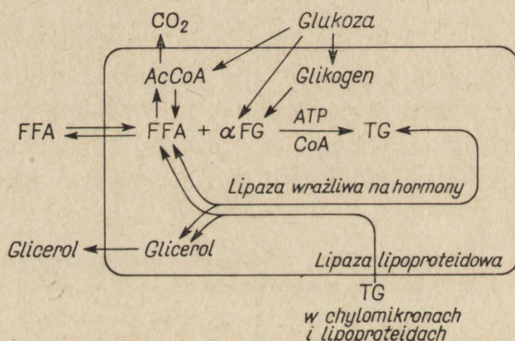 CO2 Glukoza
AcCoA Glikogen
FFA FFA + αFG ATP CoA TG
Lipaza wrażliwa na hormony
Glicerol Glicerol Lipaza lipoproteidowa
TG
w chylomikronach
i lipoproteidach